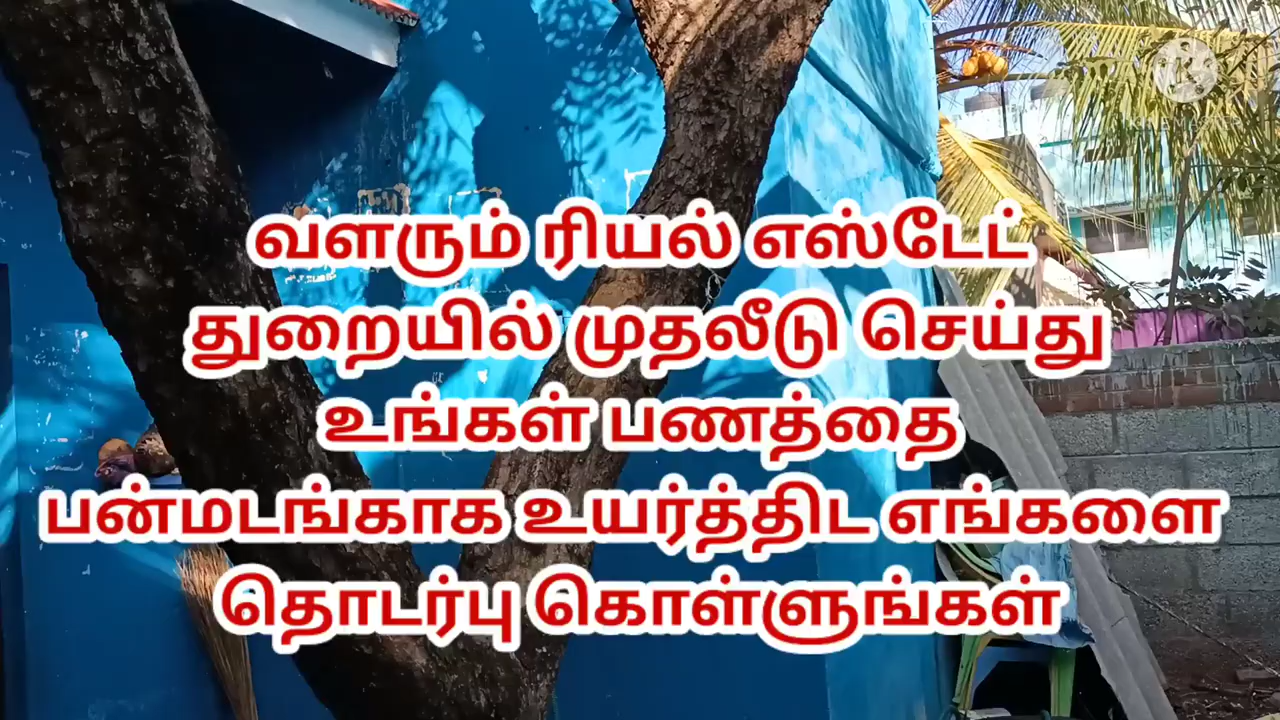 வளரும் ரியல் எஸ்டேட்
துறையில் முதலீடு செய்து
உங்கள் பணத்தை
பன்மடங்காக உயர்த்திட எங்களை
தொடர்பு கொள்ளுங்கள்